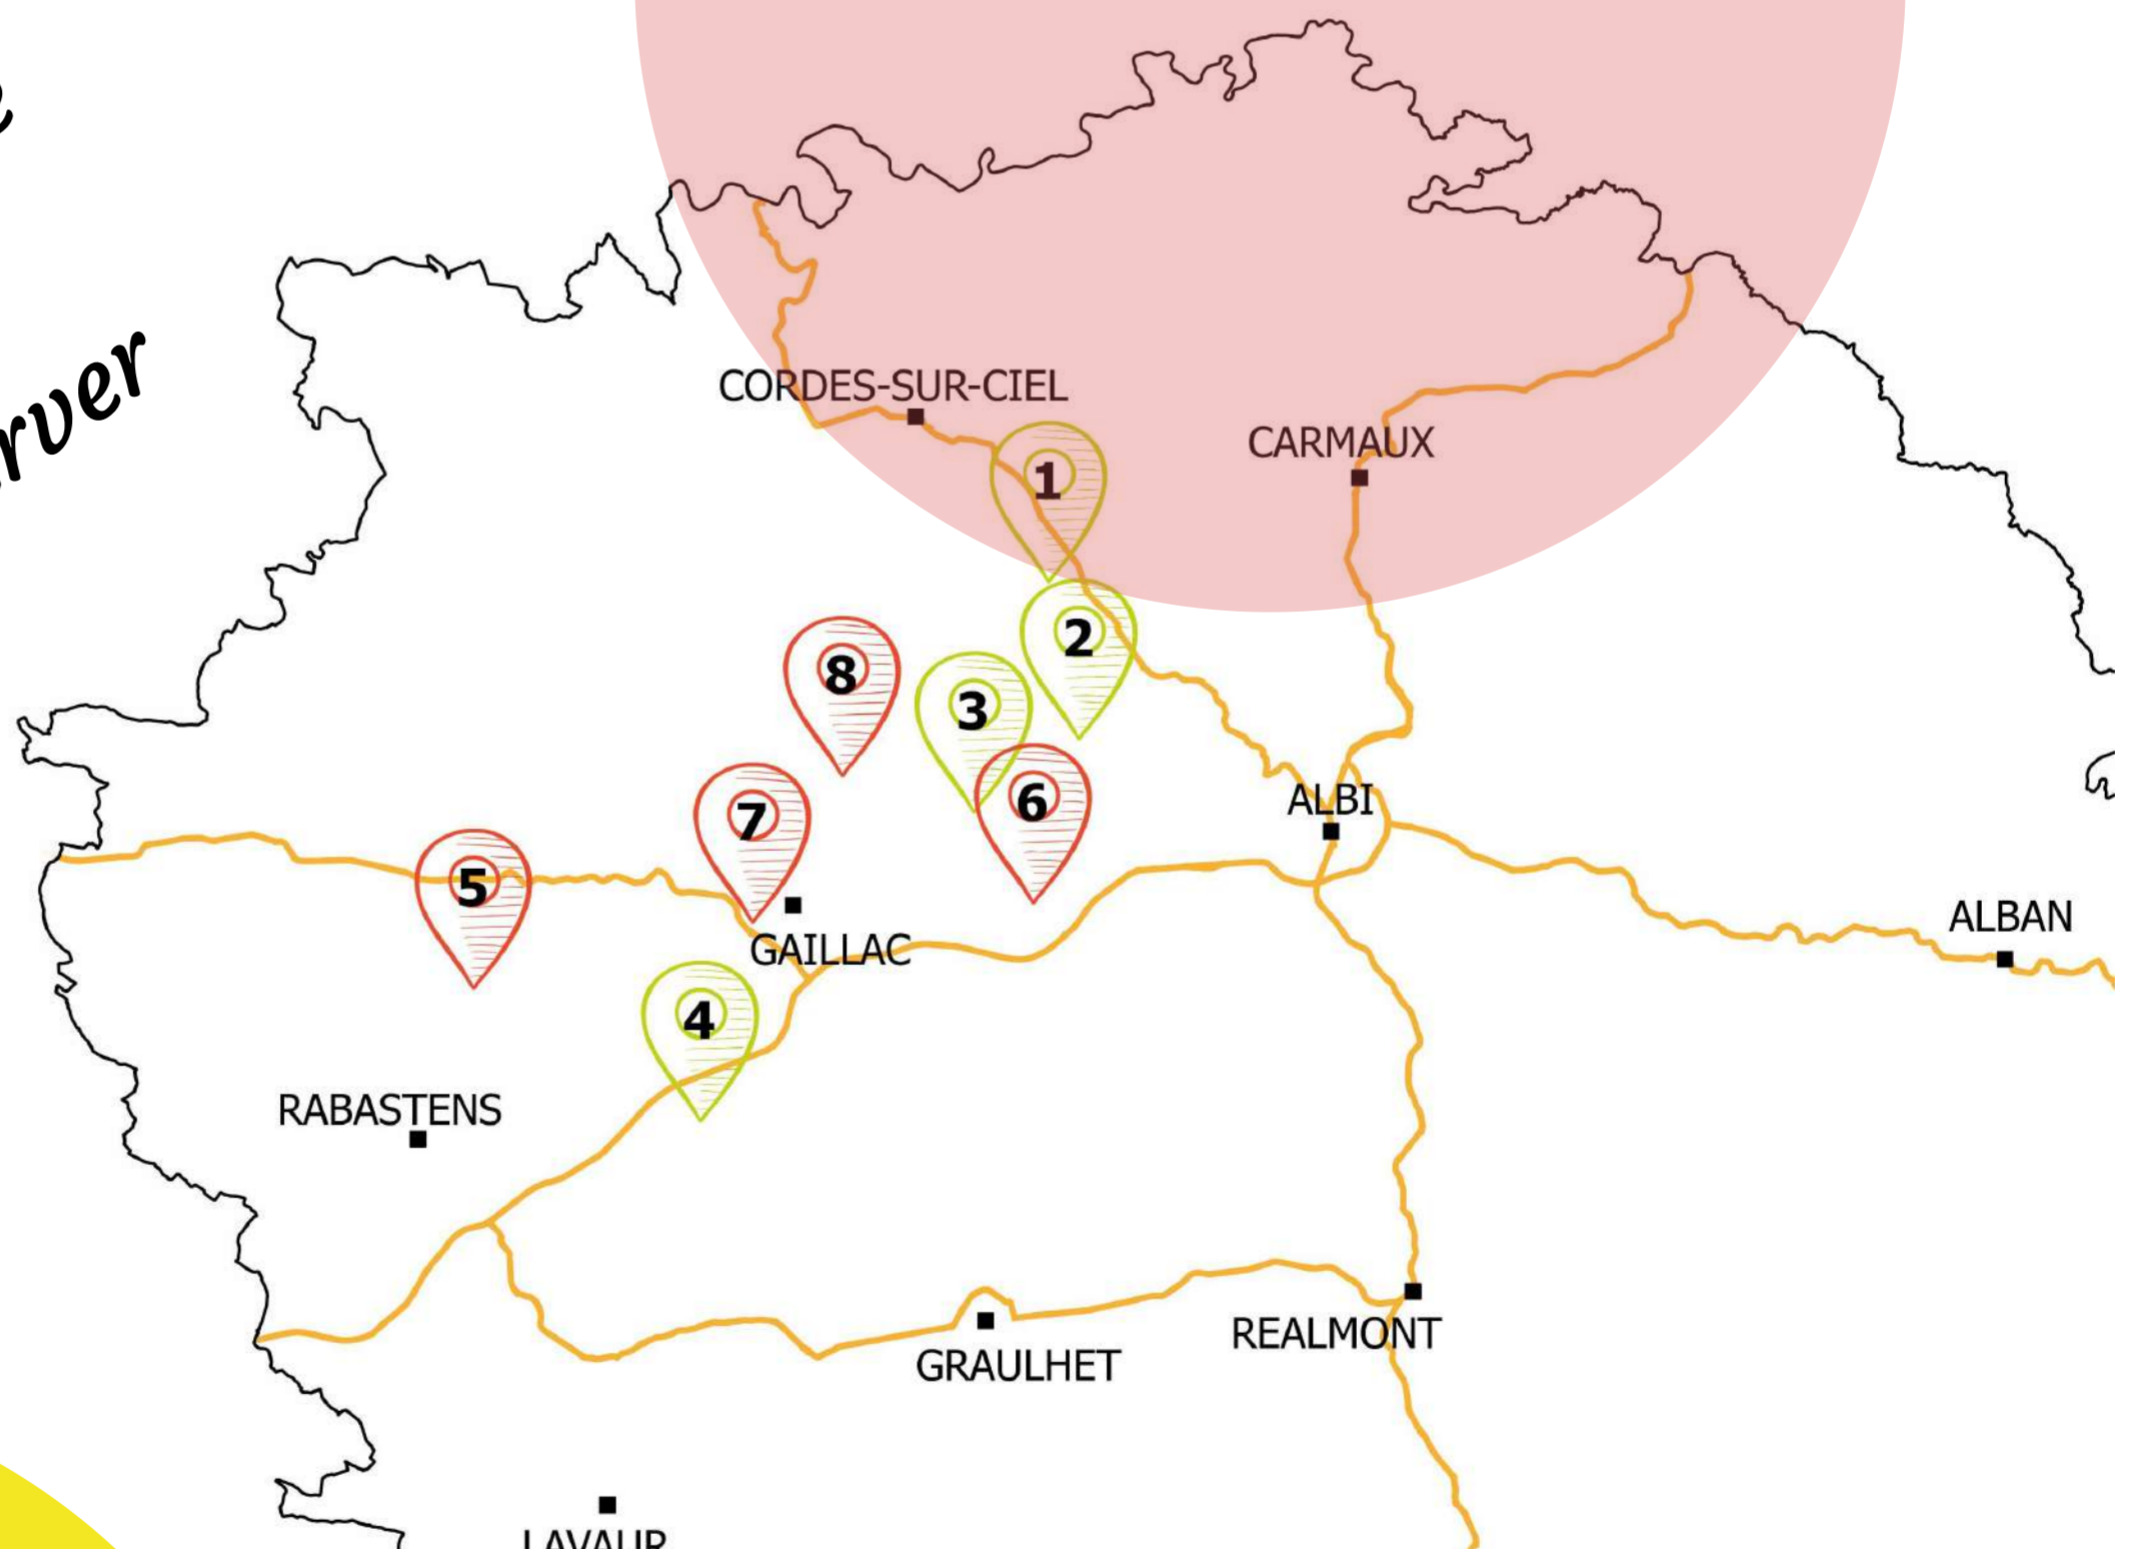 rver
CORDES-SUR-CIEL
CARMAUX
1
2
8
3
6
7
ALBI
5
ALBAN
GAILLAC
4
RABASTENS
REALMONT
GRAULHET
LAVAUR